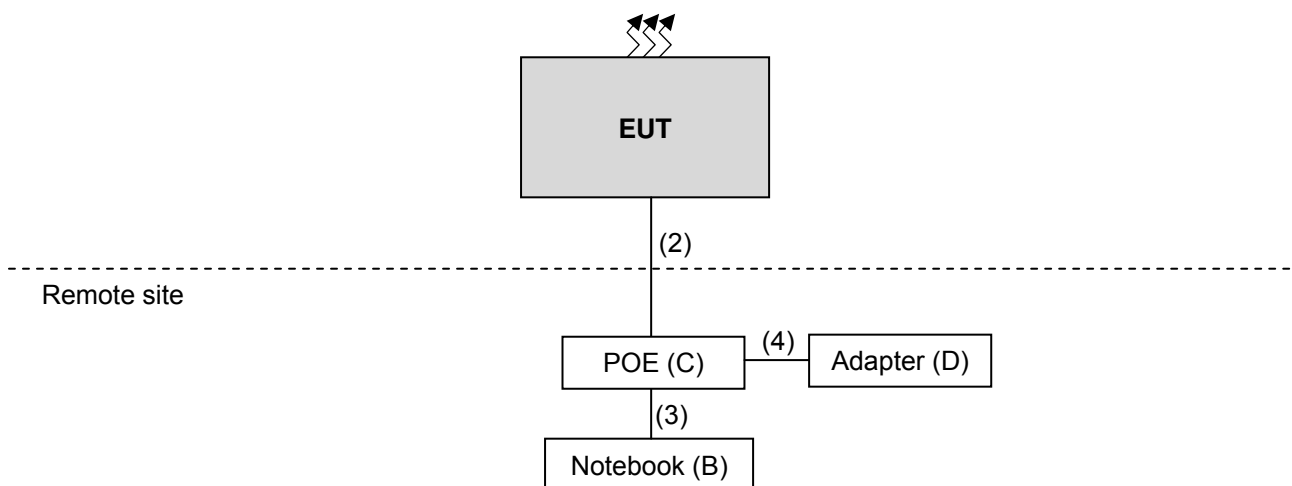 EUT
(2)
Remote site
POE (C)
(4)
Adapter (D)
(3)
Notebook (B)